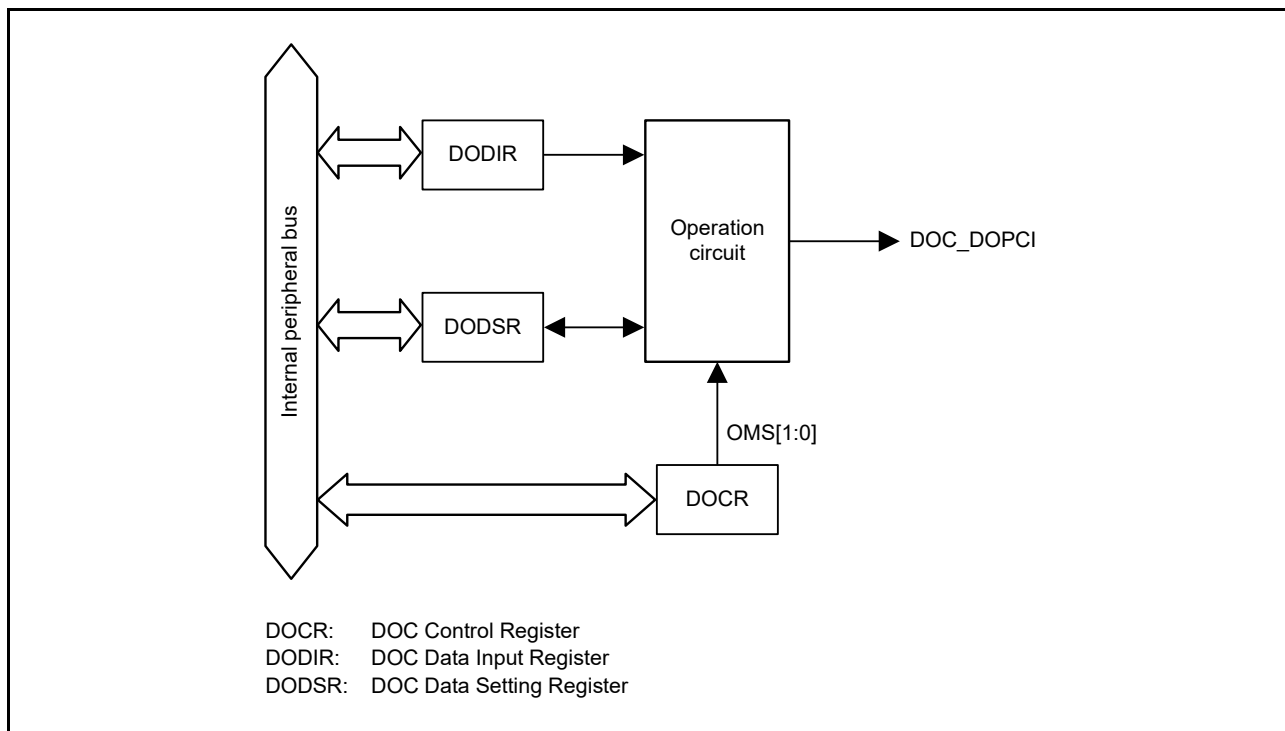 Internal peripheral bus
DODIR
Operation
circuit
DOC_DOPCI
DODSR
OMS[1:0]
DOCR
DOCR: DOC Control Register
DODIR: DOC Data Input Register
DODSR: DOC Data Setting Register